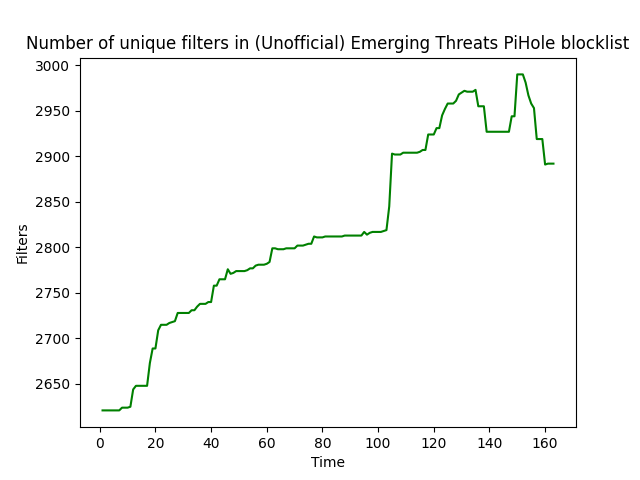 Number of unique filters in (Unofficial) Emerging Threats PiHole blocklist
3000
2950
2900
2850
2800
2750
2700
2650
Filters
0 20 40 60 80 100 120 140 160
Time